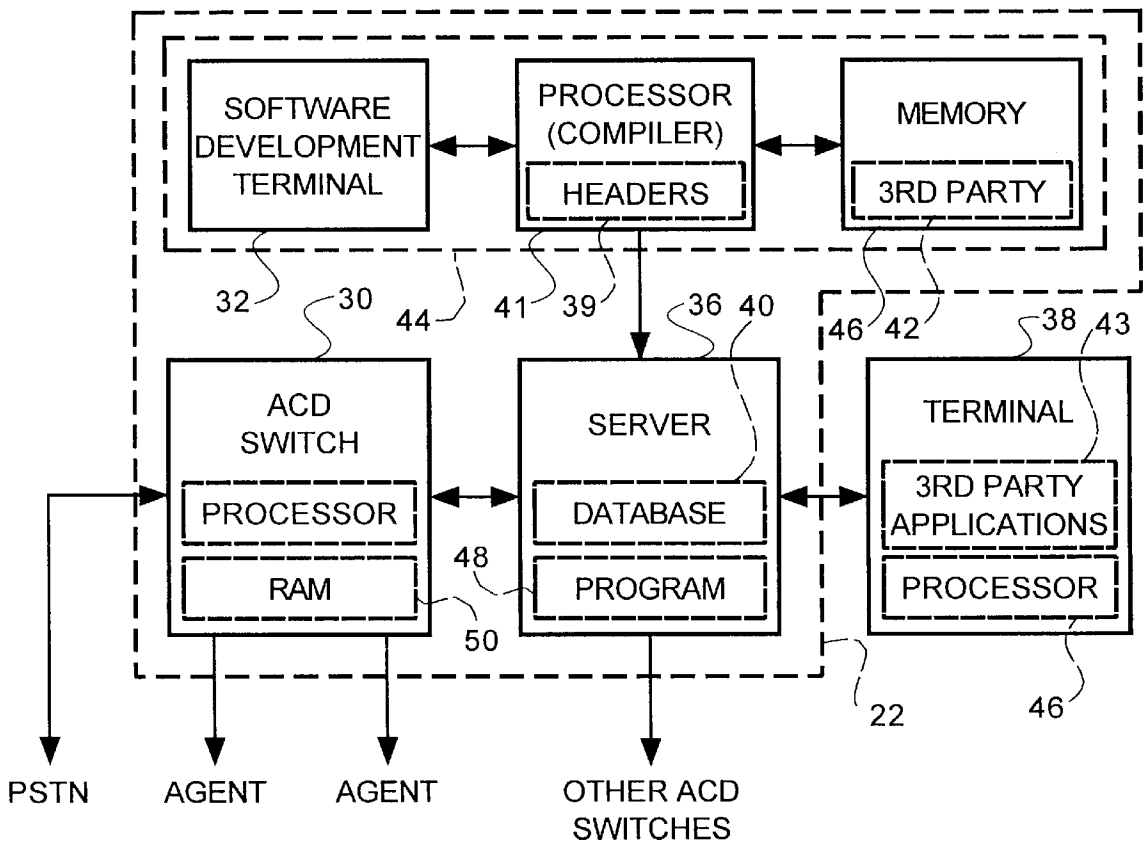 SOFTWARE
DEVELOPMENT
TERMINAL
PROCESSOR
(COMPILER)
HEADERS
MEMORY
3RD PARTY
32
44
41
39
46
42
30
36
40
38
43
ACD
SWITCH
PROCESSOR
RAM
50
SERVER
DATABASE
PROGRAM
48
TERMINAL
3RD PARTY
APPLICATIONS
PROCESSOR
22
46
PSTN
AGENT
AGENT
OTHER ACD
SWITCHES